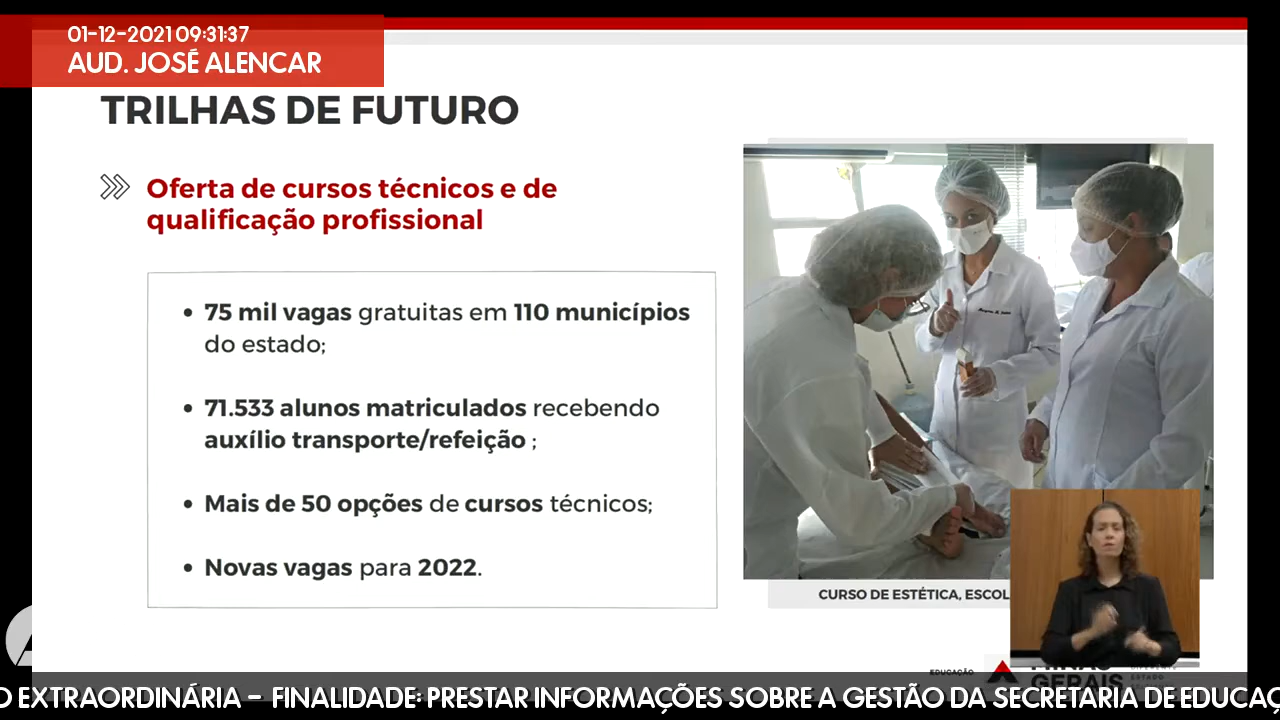 01-12-2021 09:31:37
AUD. JOSÉ ALENCAR
TRILHAS DE FUTURO
Oferta de cursos técnicos e de
qualificação profissional
• 75 mil vagas gratuitas em 110 municípios
do estado;
• 71.533 alunos matriculados recebendo
auxílio transporte/refeição ;
• Mais de 50 opções de cursos técnicos;
• Novas vagas para 2022.
CURSO DE ESTÉTICA, ESCOL
EDUCAÇÃO
MINAS
GERAIS
ESTADO
O EXTRAORDINÁRIA - FINALIDADE: PRESTAR INFORMAÇÕES SOBRE A GESTÃO DA SECRETARIA DE EDUCAÇ